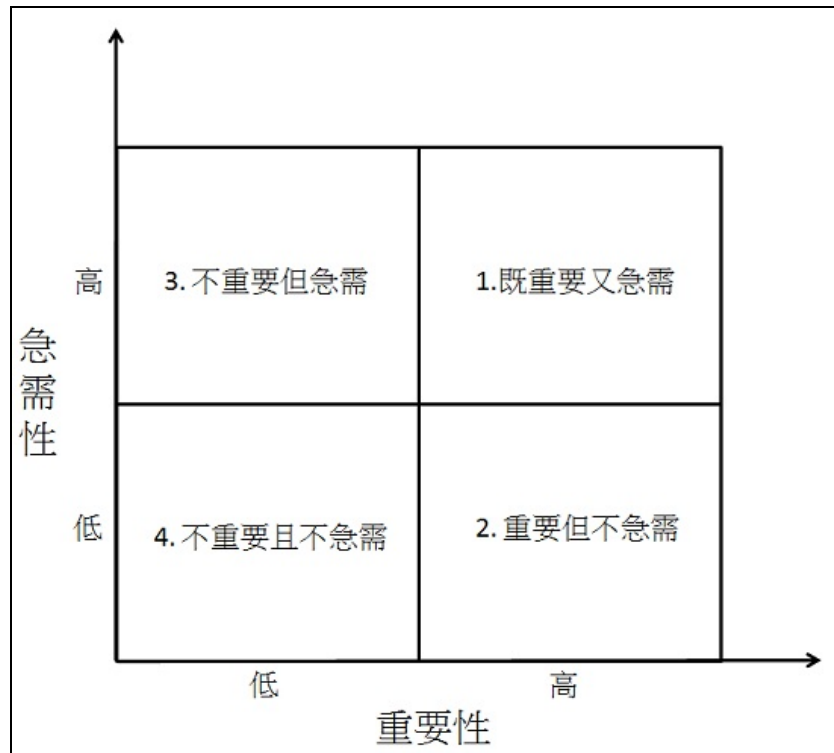 高
3. 不重要但急需
1.既重要又急需
急需性
低
4. 不重要且不急需
2. 重要但不急需
低
高
重要性